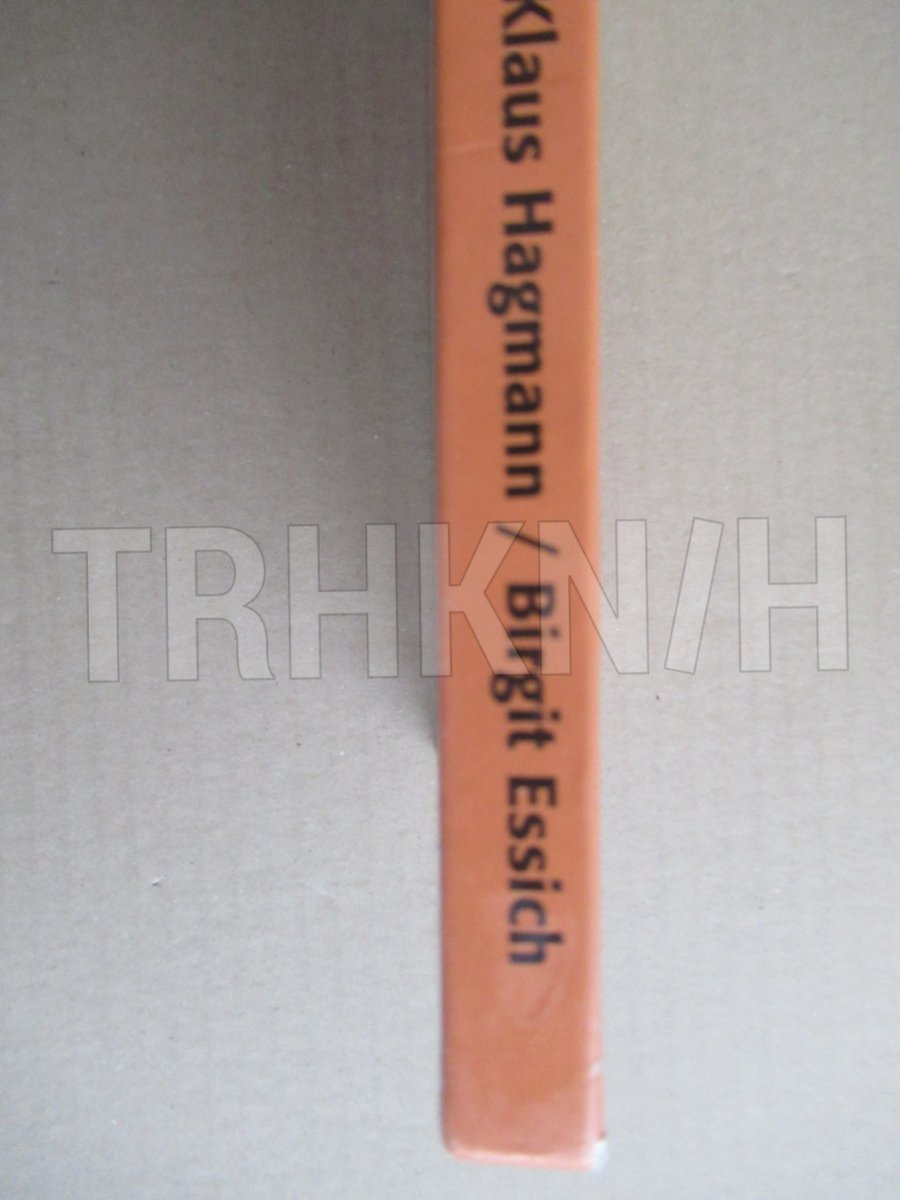 Klaus Hagmann / Birgit Essich
TRHKN/H